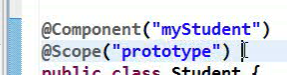 @Component("myStudent")
@Scope("prototype")
public class Student {